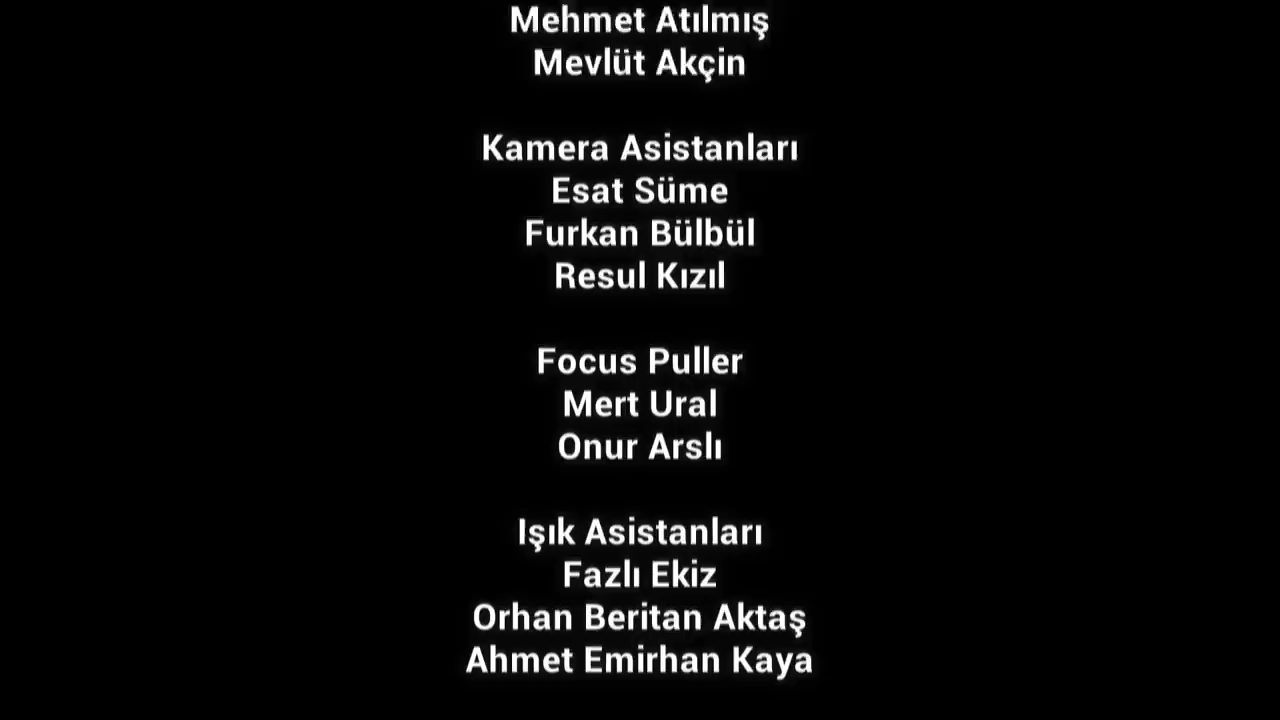 Mehmet Atılmış
Mevlüt Akçin
Kamera Asistanları
Esat Süme
Furkan Bülbül
Resul Kızıl
Focus Puller
Mert Ural
Onur Arslı
Işık Asistanları
Fazlı Ekiz
Orhan Beritan Aktaş
Ahmet Emirhan Kaya